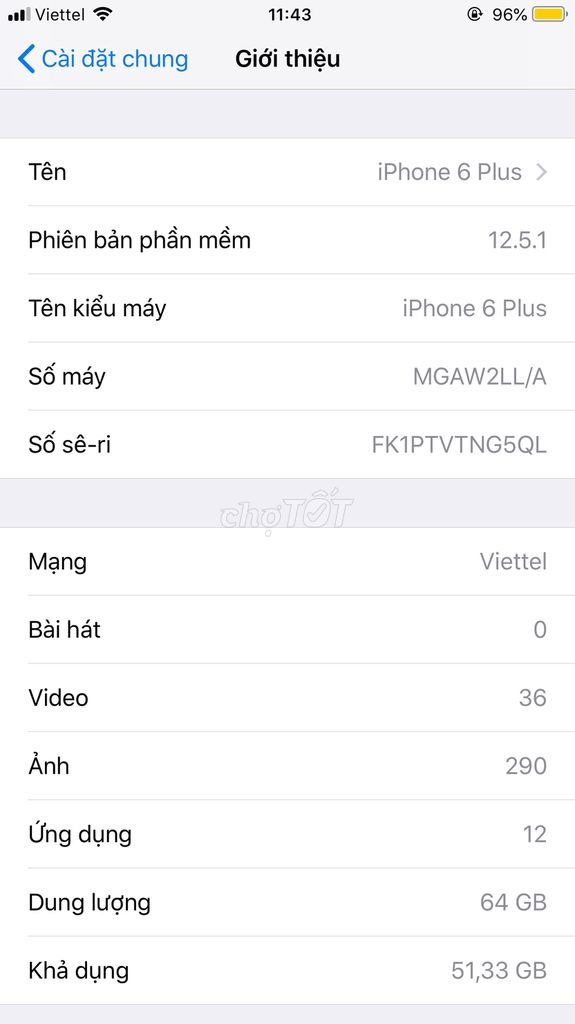 Viettel 11:43 96%
Cài đặt chung Giới thiệu
Tên iPhone 6 Plus
Phiên bản phần mềm 12.5.1
Tên kiểu máy iPhone 6 Plus
Số máy MGAW2LL/A
Số sê-ri FK1PTVTNG5QL
chợTỐT
Mạng Viettel
Bài hát 0
Video 36
Ảnh 290
Ứng dụng 12
Dung lượng 64 GB
Khả dụng 51,33 GB